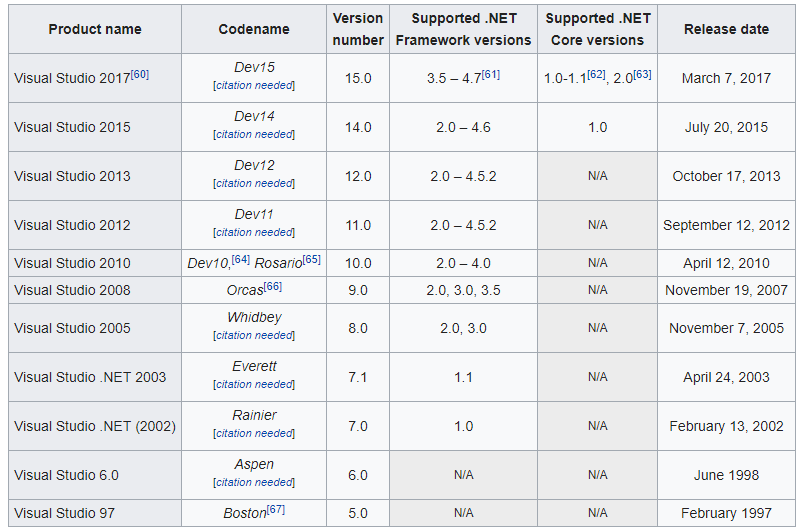 Product name Codename Version number Supported .NET Framework versions Supported .NET Core versions Release date
Visual Studio 2017[60] Dev15 [citation needed] 15.0 3.5 – 4.7[61] 1.0-1.1[62], 2.0[63] March 7, 2017
Visual Studio 2015 Dev14 [citation needed] 14.0 2.0 – 4.6 1.0 July 20, 2015
Visual Studio 2013 Dev12 [citation needed] 12.0 2.0 – 4.5.2 N/A October 17, 2013
Visual Studio 2012 Dev11 [citation needed] 11.0 2.0 – 4.5.2 N/A September 12, 2012
Visual Studio 2010 Dev10,[64] Rosario[65] 10.0 2.0 – 4.0 N/A April 12, 2010
Visual Studio 2008 Orcas[66] 9.0 2.0, 3.0, 3.5 N/A November 19, 2007
Visual Studio 2005 Whidbey [citation needed] 8.0 2.0, 3.0 N/A November 7, 2005
Visual Studio .NET 2003 Everett [citation needed] 7.1 1.1 N/A April 24, 2003
Visual Studio .NET (2002) Rainier [citation needed] 7.0 1.0 N/A February 13, 2002
Visual Studio 6.0 Aspen [citation needed] 6.0 N/A N/A June 1998
Visual Studio 97 Boston[67] 5.0 N/A N/A February 1997